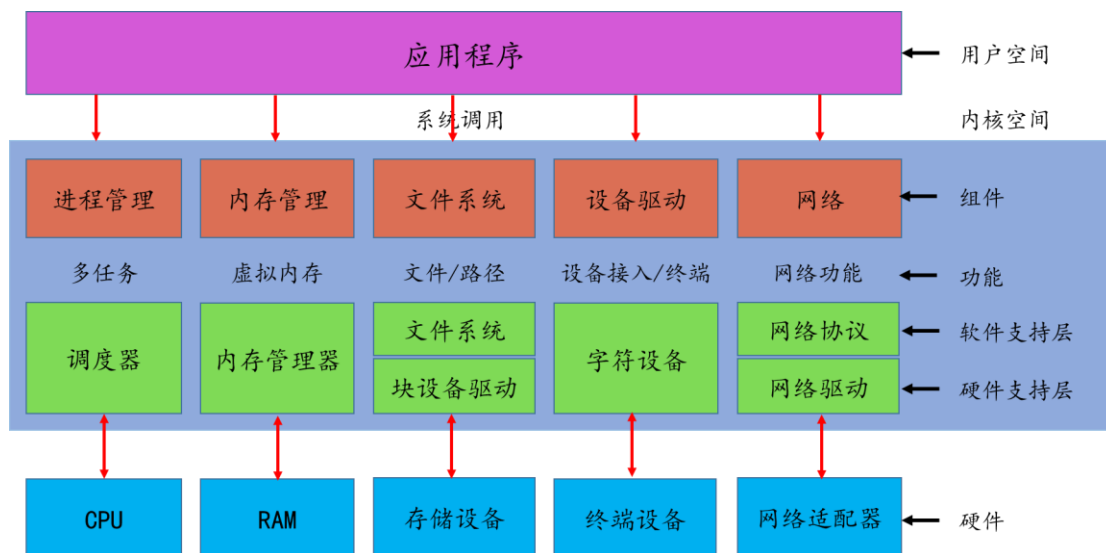 应用程序
用户空间
系统调用
内核空间
进程管理 内存管理 文件系统 设备驱动 网络 组件
多任务 虚拟内存 文件/路径 设备接入/终端 网络功能 功能
文件系统 网络协议 软件支持层
调度器 内存管理器 字符设备
块设备驱动 网络驱动 硬件支持层
CPU RAM 存储设备 终端设备 网络适配器 硬件